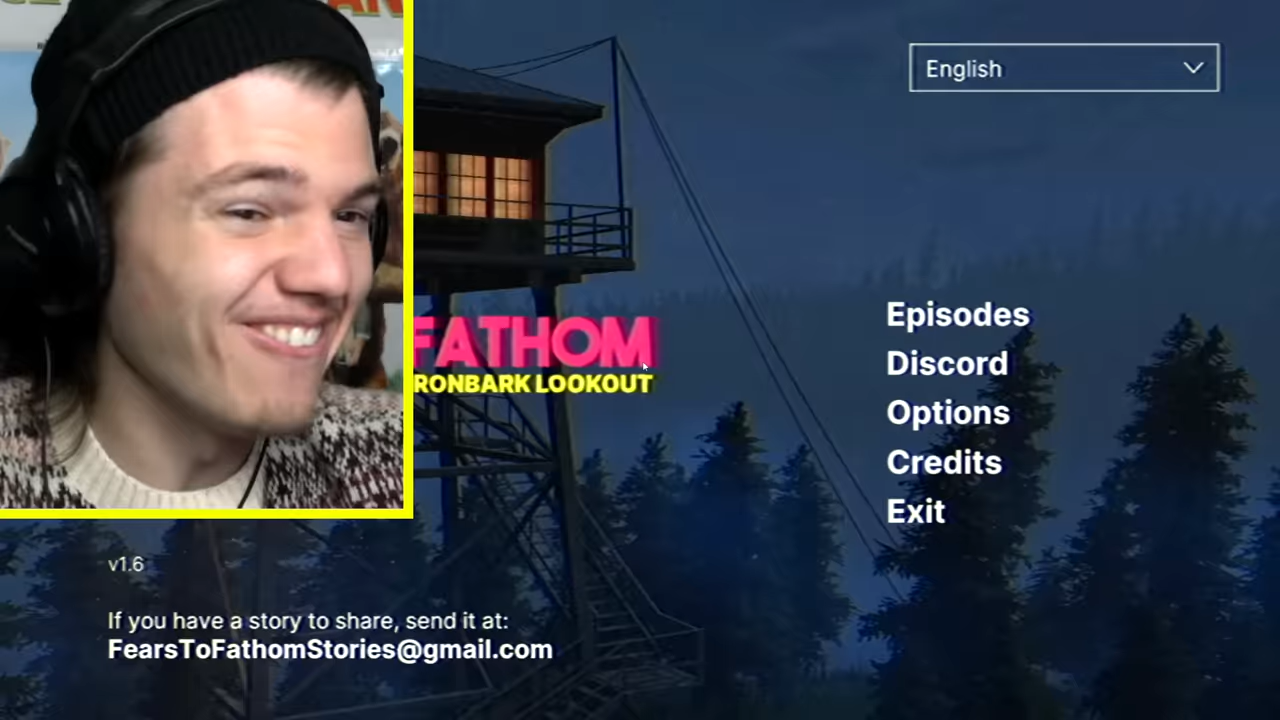 English
FATHOM
RONBARK LOOKOUT
Episodes
Discord
Options
Credits
Exit
v1.6
If you have a story to share, send it at:
FearsToFathomStories@gmail.com